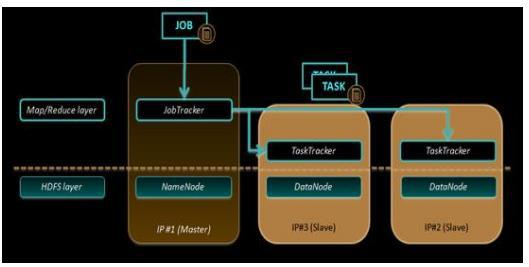 JOB
TASK
TASK
Map/Reduce layer
JobTracker
TaskTracker
TaskTracker
HDFS layer
NameNode
DataNode
DataNode
IP#1 (Master)
IP#3 (Slave)
IP#2 (Slave)